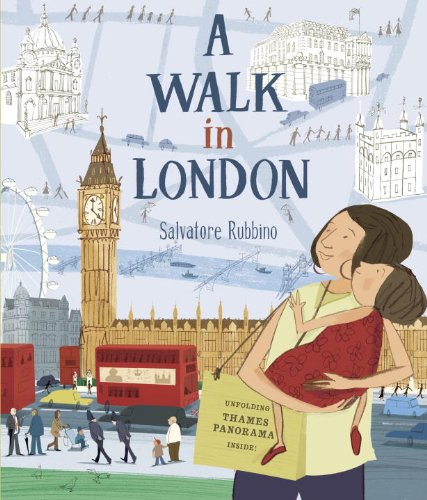 A
WALK
in
LONDON
Salvatore Rubbino
UNFOLDING
THAMES
PANORAMA
INSIDE!